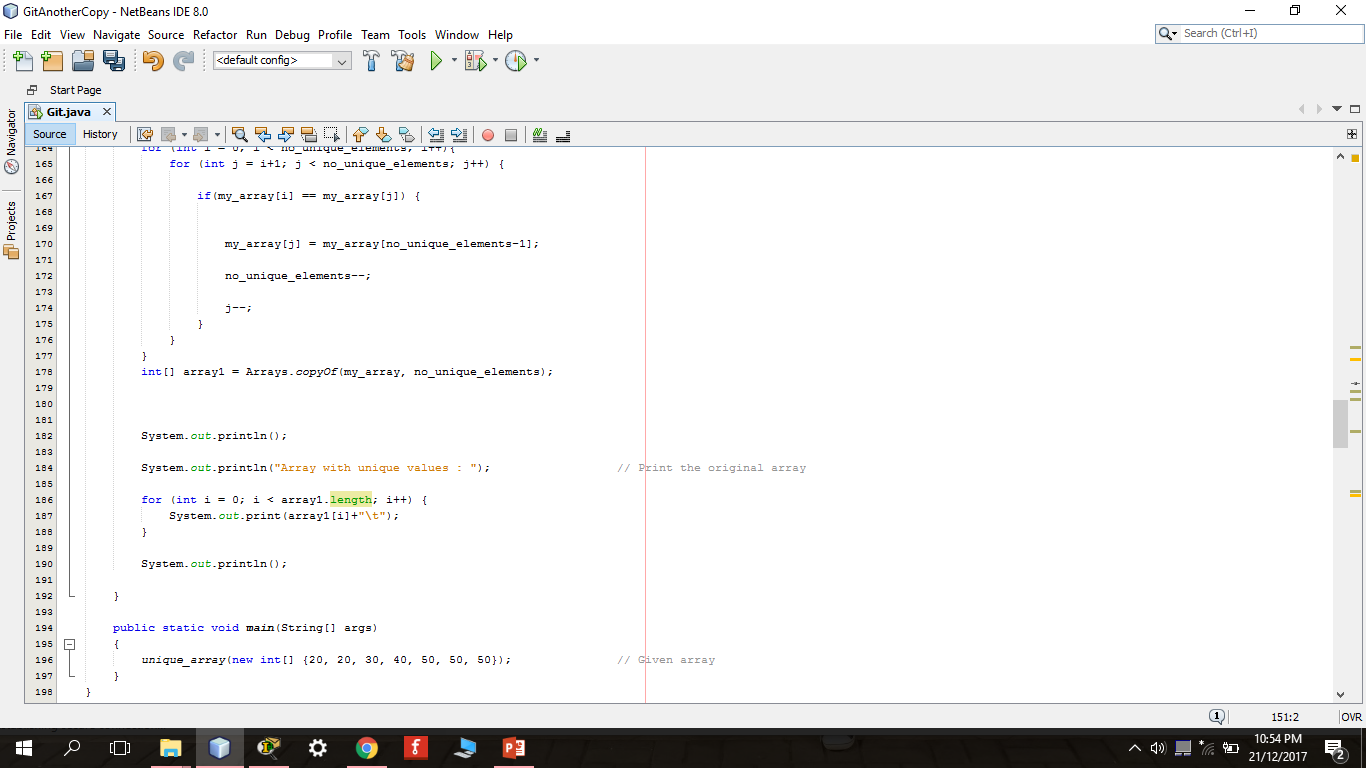 GitAnotherCopy - NetBeans IDE 8.0
File Edit View Navigate Source Refactor Run Debug Profile Team Tools Window Help
Search (Ctrl+I)
<default config>
Start Page
Git.java
Source History
Navigator
Projects
164 for (int i = 0; i < no_unique_elements; i++){
165 for (int j = i+1; j < no_unique_elements; j++) {
166
167 if(my_array[i] == my_array[j]) {
168
169
170 my_array[j] = my_array[no_unique_elements-1];
171
172 no_unique_elements--;
173
174 j--;
175 }
176 }
177 }
178 int[] array1 = Arrays.copyOf(my_array, no_unique_elements);
179
180
181
182 System.out.println();
183
184 System.out.println("Array with unique values : "); // Print the original array
185
186 for (int i = 0; i < array1.length; i++) {
187 System.out.print(array1[i]+"\t");
188 }
189
190 System.out.println();
191
192 }
193
194 public static void main(String[] args)
195 {
196 unique_array(new int[] {20, 20, 30, 40, 50, 50, 50}); // Given array
197 }
198 }
1 151:2 OVR
10:54 PM
21/12/2017
2